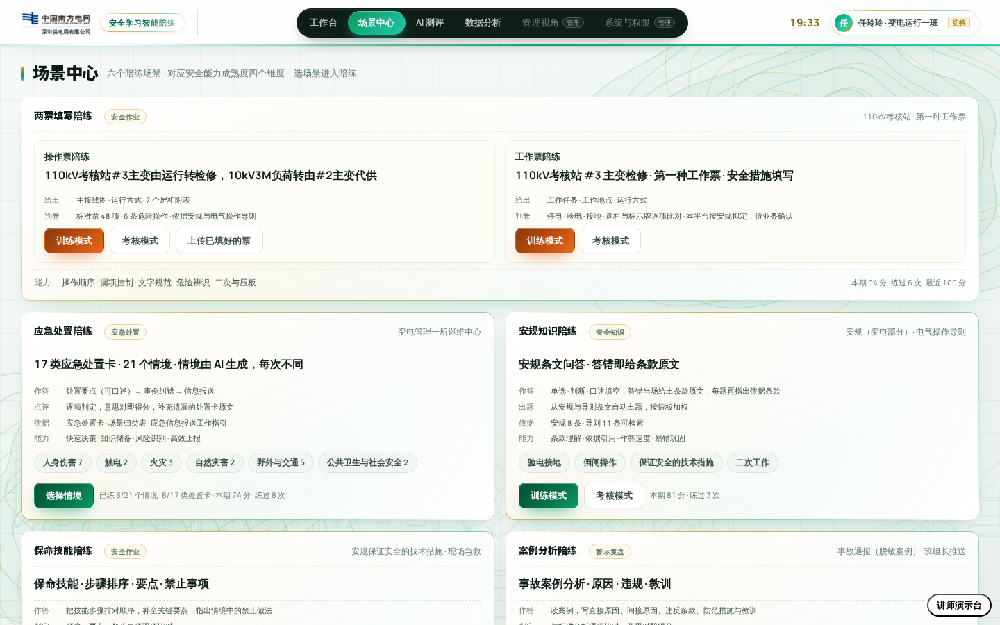 中国南方电网
CHINA SOUTHERN POWER GRID
深圳供电局有限公司
安全学习智能陪练
工作台
场景中心
AI 测评
数据分析
管理视角 管理
系统与权限 管理
19:33
任 任玲玲 · 变电运行一班 切换
场景中心 六个陪练场景 · 对应安全能力成熟度四个维度 选场景进入陪练
两票填写陪练 安全作业 110kV考核站 · 第一种工作票
操作票陪练
110kV考核站#3主变由运行转检修，10kV3M负荷转由#2主变代供
给出 主接线图 · 运行方式 · 7 个屏柜附表
判卷 标准票 48 项 · 6 条危险操作 · 依据安规与电气操作导则
训练模式 考核模式 上传已填好的票
工作票陪练
110kV考核站 #3 主变检修 · 第一种工作票 · 安全措施填写
给出 工作任务 · 工作地点 · 运行方式
判卷 停电 · 验电 · 接地 · 遮栏与标示牌逐项比对 · 本平台按安规拟定，待业务确认
训练模式 考核模式
能力 操作顺序 · 漏项控制 · 文字规范 · 危险辨识 · 二次与压板 本期 94 分 · 练过 6 次 · 最近 100 分
应急处置陪练 应急处置 变电管理一所巡维中心
17 类应急处置卡 · 21 个情境 · 情境由 AI 生成，每次不同
作答 处置要点（可口述）→ 事例纠错 → 信息报送
点评 逐项判定，意思对即得分，补充遗漏的处置卡原文
依据 应急处置卡 · 场景归类表 · 应急信息报送工作指引
能力 快速决策 · 知识储备 · 风险识别 · 高效上报
人身伤害 7 触电 2 火灾 3 自然灾害 2 野外与交通 5 公共卫生与社会安全 2
选择情境 已练 8/21 个情境 · 8/17 类处置卡 · 本期 74 分 · 练过 8 次
安规知识陪练 安全知识 安规（变电部分）· 电气操作导则
安规条文问答 · 答错即给条款原文
作答 单选 · 判断 · 口述填空，答错当场给出条款原文，每题再指出依据条款
出题 从安规与导则条文自动出题，按短板加权
依据 安规 8 条 · 导则 11 条可检索
能力 条款理解 · 依据引用 · 作答速度 · 易错巩固
验电接地 倒闸操作 保证安全的技术措施 二次工作
训练模式 考核模式 本期 81 分 · 练过 3 次
保命技能陪练 安全作业 安规保证安全的技术措施 · 现场急救
保命技能 · 步骤排序 · 要点 · 禁止事项
作答 把技能步骤排对顺序，补全关键要点，指出情境中的禁止做法
案例分析陪练 警示复盘 事故通报（脱敏案例）· 班组长推送
事故案例分析 · 原因 · 违规 · 教训
作答 读案例，写直接原因、间接原因、违反条款、防范措施与教训
讲师演示台